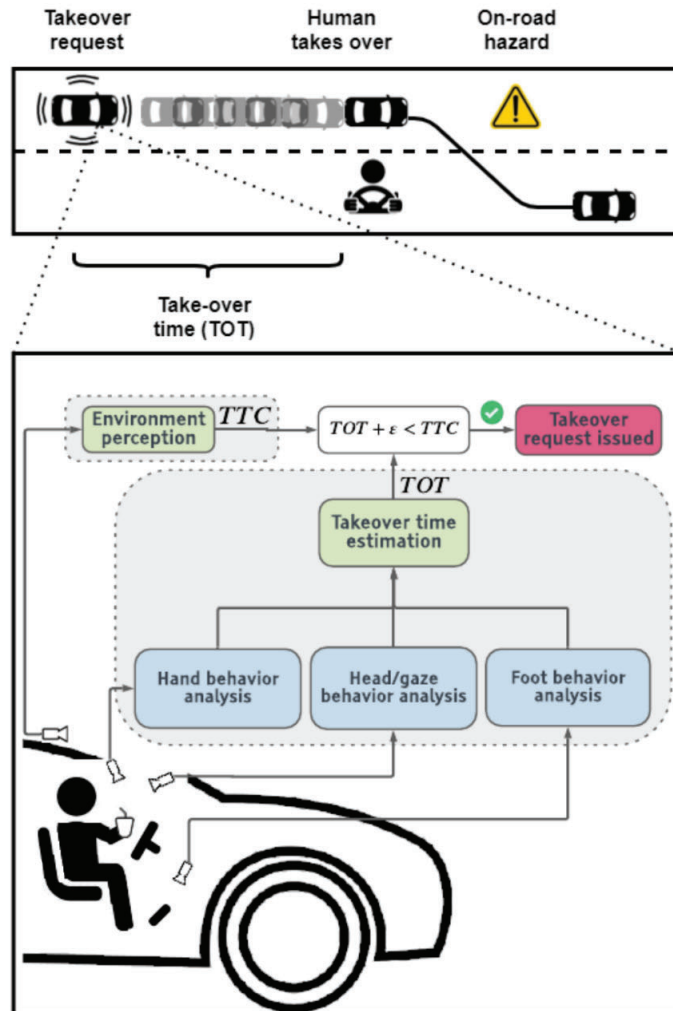 Takeover
request
Human
takes over
On-road
hazard
Take-over
time (TOT)
Environment
perception
TTC
TOT + ε < TTC
Takeover
request issued
TOT
Takeover time
estimation
Hand behavior
analysis
Head/gaze
behavior analysis
Foot behavior
analysis